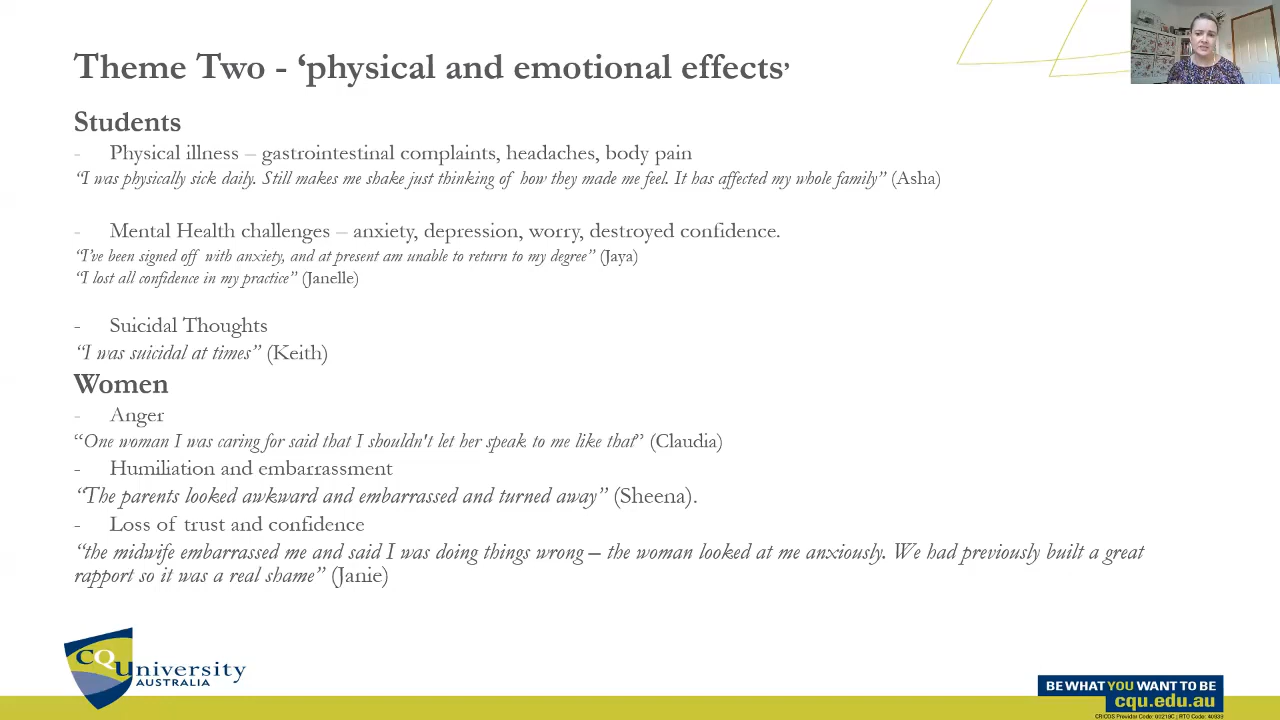 Theme Two - ‘physical and emotional effects’
Students
- Physical illness – gastrointestinal complaints, headaches, body pain
“I was physically sick daily. Still makes me shake just thinking of how they made me feel. It has affected my whole family” (Asha)
- Mental Health challenges – anxiety, depression, worry, destroyed confidence.
“I’ve been signed off with anxiety, and at present am unable to return to my degree” (Jaya)
“I lost all confidence in my practice” (Janelle)
- Suicidal Thoughts
“I was suicidal at times” (Keith)
Women
- Anger
“One woman I was caring for said that I shouldn't let her speak to me like that” (Claudia)
- Humiliation and embarrassment
“The parents looked awkward and embarrassed and turned away” (Sheena).
- Loss of trust and confidence
“the midwife embarrassed me and said I was doing things wrong – the woman looked at me anxiously. We had previously built a great
rapport so it was a real shame” (Janie)
CQUniversity
AUSTRALIA
BE WHAT YOU WANT TO BE
cqu.edu.au
CRICOS Provider Code: 00219C | RTO Code: 40939